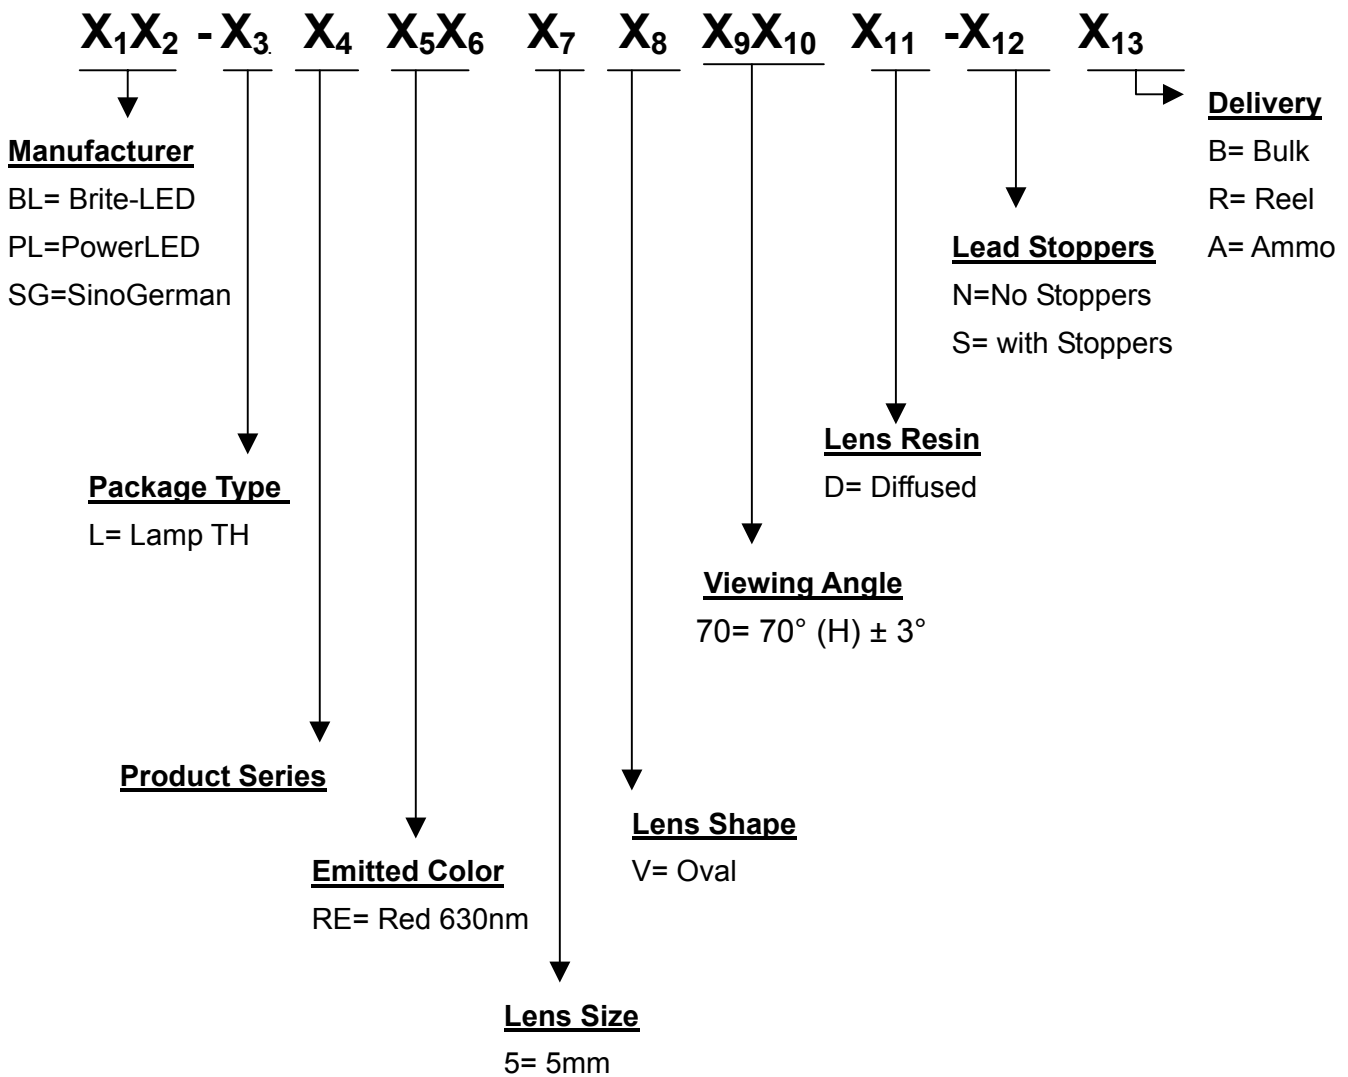 X₁X₂ - X₃. X₄ X₅X₆ X₇ X₈ X₉X₁₀ X₁₁ -X₁₂ X₁₃
Manufacturer
BL= Brite-LED
PL=PowerLED
SG=SinoGerman
Package Type
L= Lamp TH
Product Series
Emitted Color
RE= Red 630nm
Lens Size
5= 5mm
Lens Shape
V= Oval
Viewing Angle
70= 70° (H) ± 3°
Lens Resin
D= Diffused
Lead Stoppers
N=No Stoppers
S= with Stoppers
Delivery
B= Bulk
R= Reel
A= Ammo